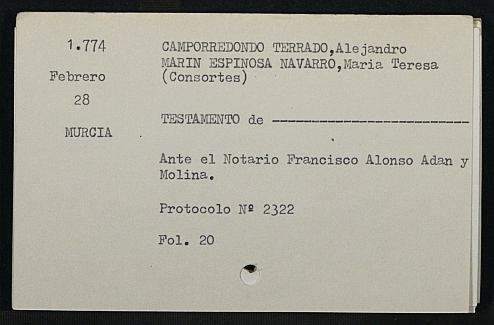 1.774
Febrero
28
MURCIA
CAMPORREDONDO TERRADO,Alejandro
MARIN ESPINOSA NAVARRO,Maria Teresa
(Consortes)
TESTAMENTO de -------------------------
Ante el Notario Francisco Alonso Adan y
Molina.
Protocolo Nº 2322
Fol. 20